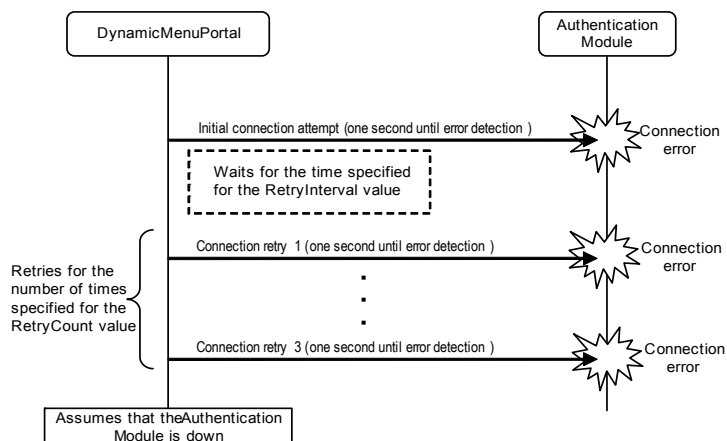 DynamicMenuPortal
Authentication
Module
Initial connection attempt (one second until error detection )
Connection
error
Waits for the time specified
for the RetryInterval value
Connection retry 1 (one second until error detection )
Connection
error
Retries for the
number of times
specified for the
RetryCount value
Connection retry 3 (one second until error detection )
Connection
error
Assumes that theAuthentication
Module is down